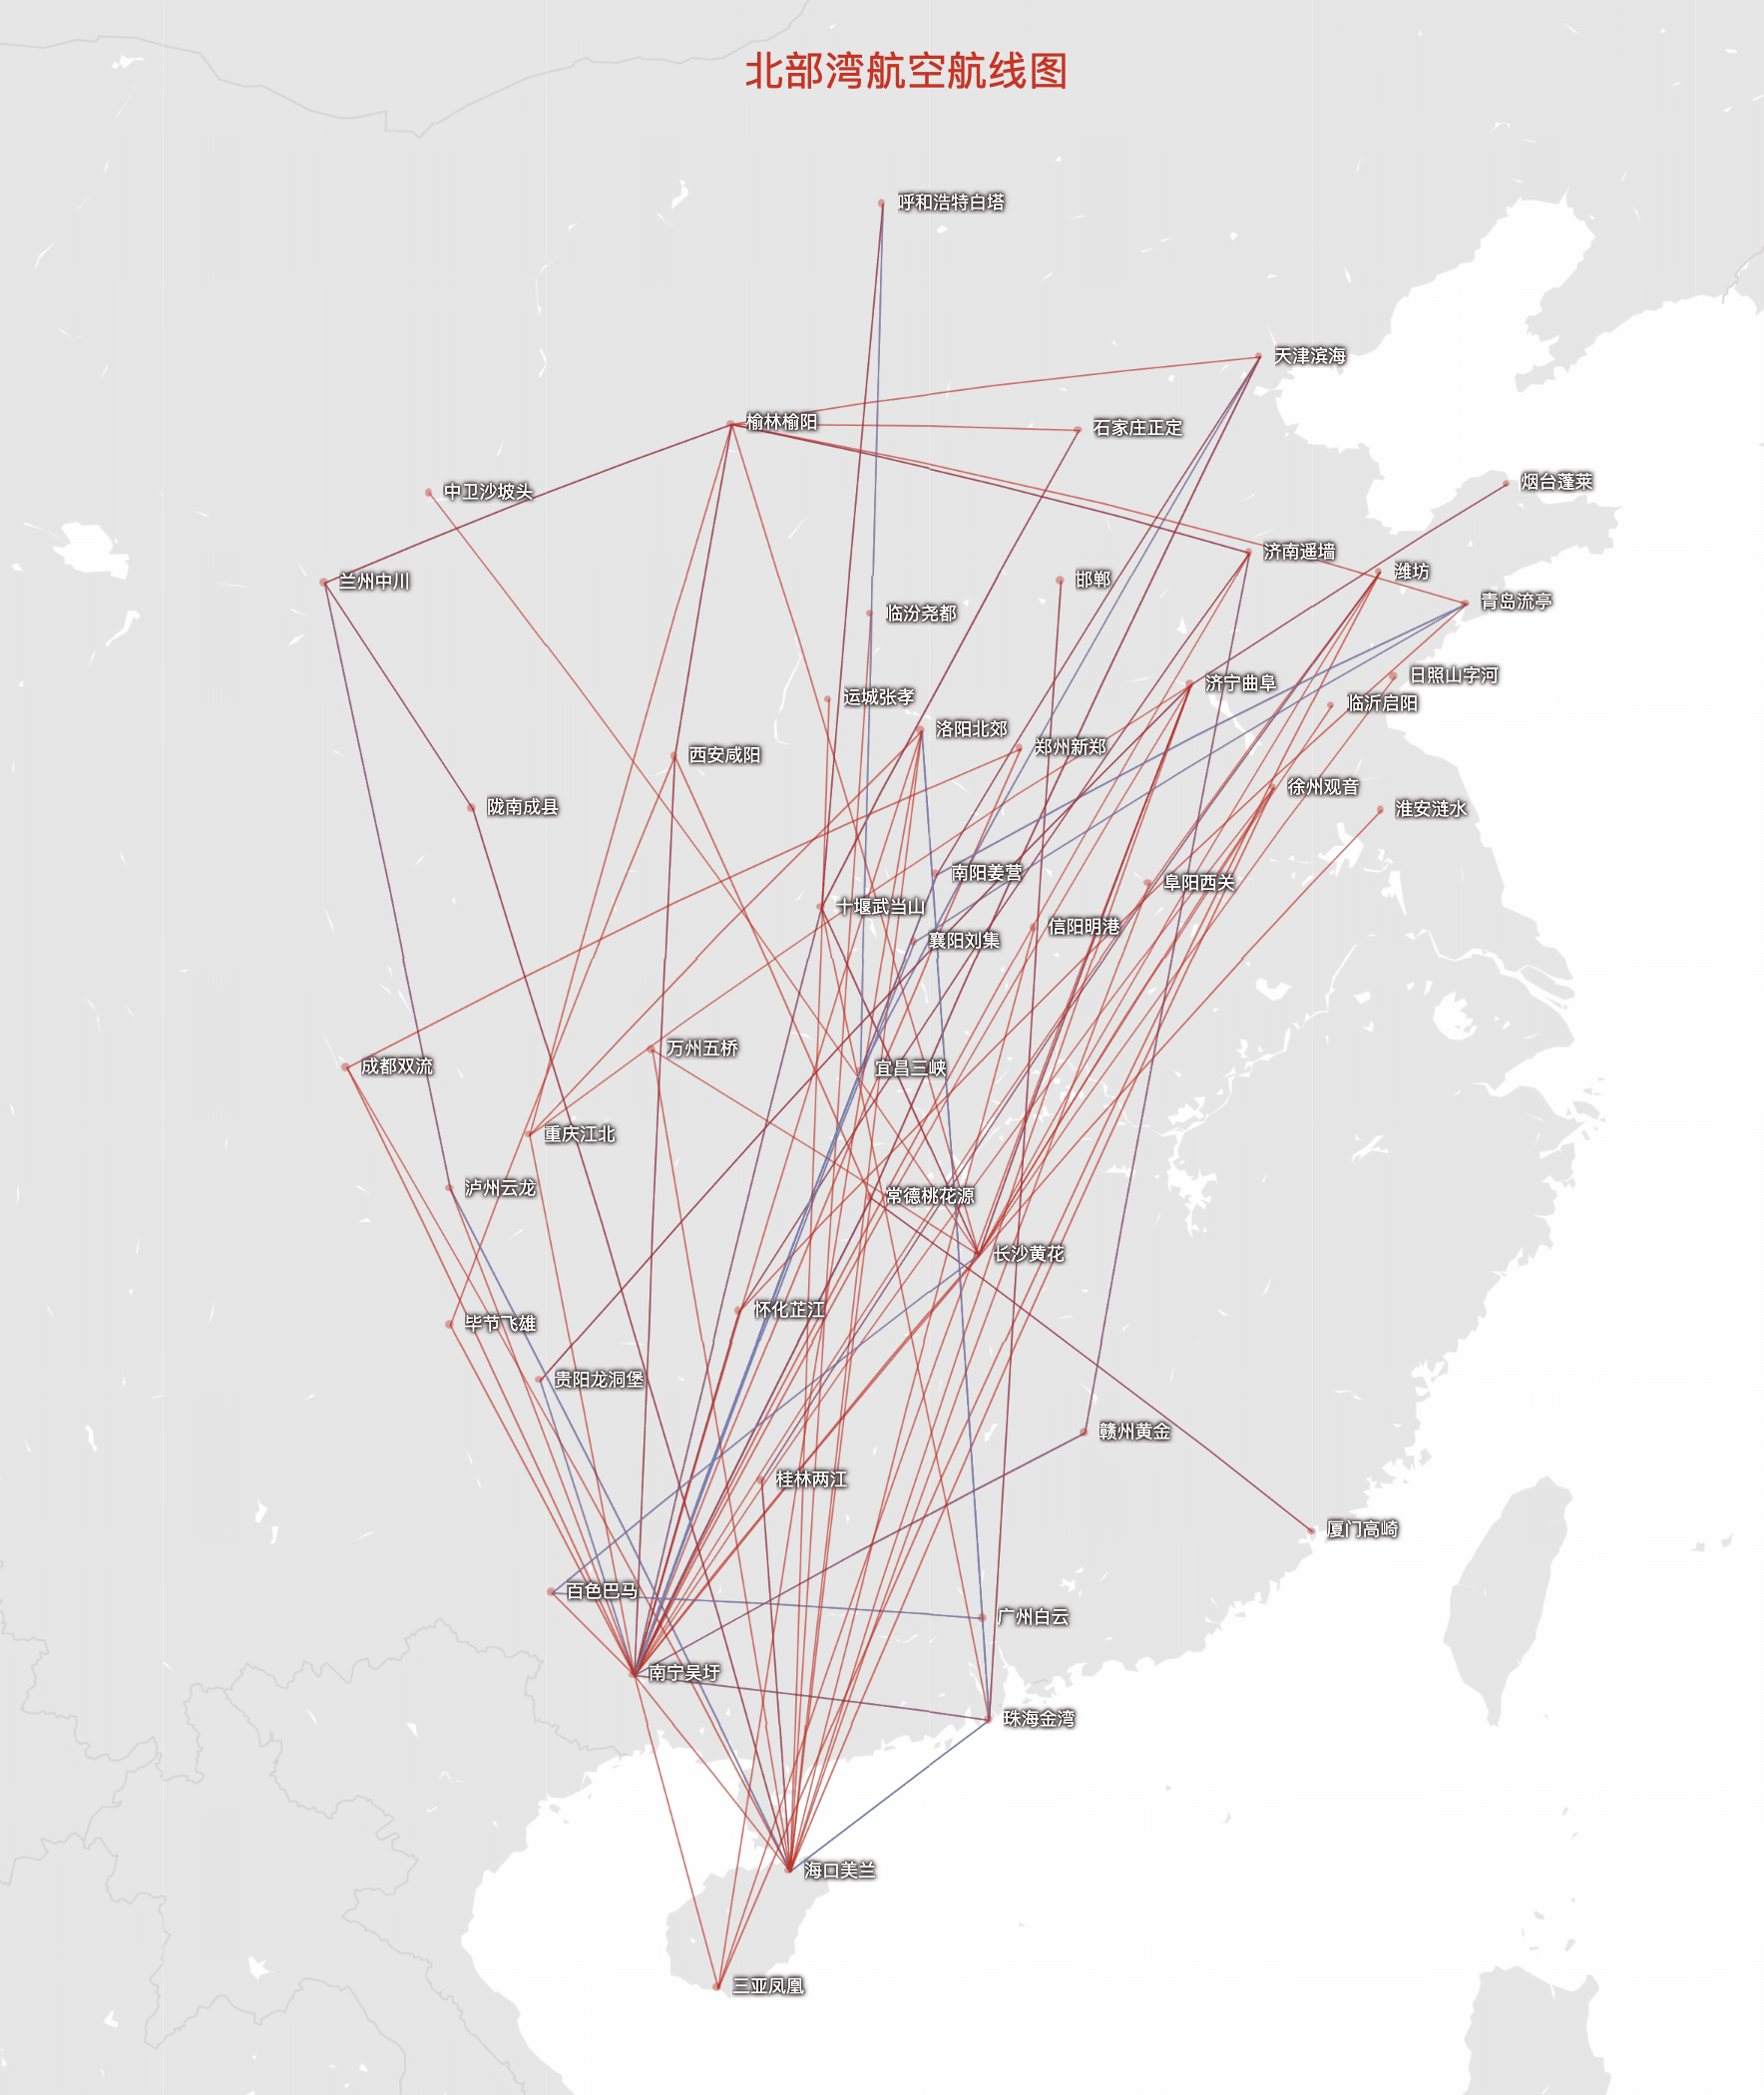 北部湾航空航线图
呼和浩特白塔
天津滨海
榆林榆阳
石家庄正定
烟台蓬莱
中卫沙坡头
济南遥墙
潍坊
兰州中川
邯郸
青岛流亭
临汾尧都
日照山字河
济宁曲阜
运城张孝
临沂启阳
洛阳北郊
郑州新郑
西安咸阳
徐州观音
陇南成县
淮安涟水
南阳姜营
阜阳西关
十堰武当山
信阳明港
襄阳刘集
万州五桥
成都双流
宜昌三峡
重庆江北
泸州云龙
常德桃花源
长沙黄花
怀化芷江
毕节飞雄
贵阳龙洞堡
赣州黄金
桂林两江
厦门高崎
百色巴马
广州白云
南宁吴圩
珠海金湾
海口美兰
三亚凤凰